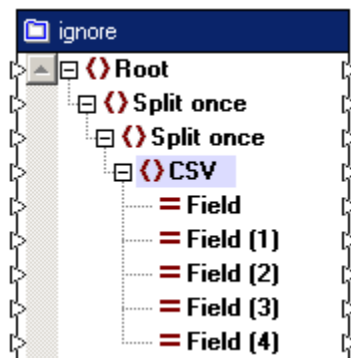 ignore
Root
Split once
Split once
CSV
Field
Field (1)
Field (2)
Field (3)
Field (4)